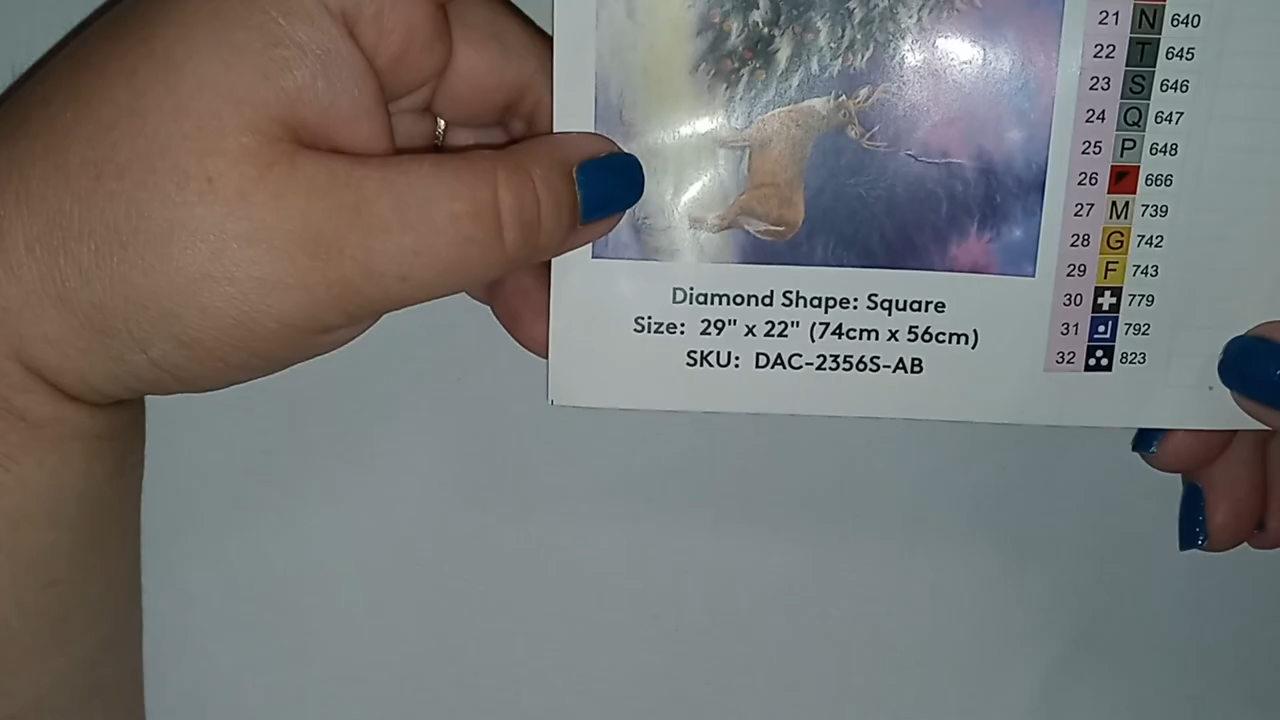 21 N 640
22 T 645
23 S 646
24 Q 647
25 P 648
26 666
27 M 739
28 G 742
29 F 743
30 779
31 792
32 823
Diamond Shape: Square
Size: 29" x 22" (74cm x 56cm)
SKU: DAC-2356S-AB